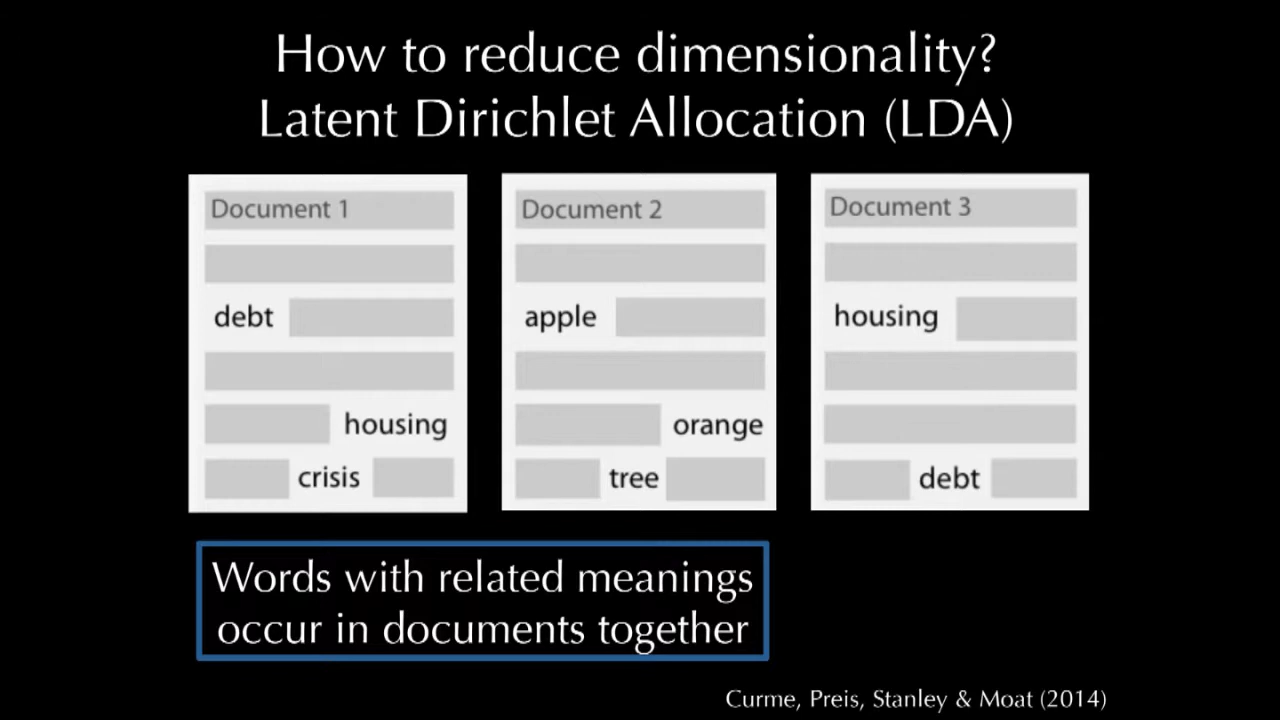 How to reduce dimensionality?
Latent Dirichlet Allocation (LDA)
Document 1
debt
housing
crisis
Document 2
apple
orange
tree
Document 3
housing
debt
Words with related meanings
occur in documents together
Curme, Preis, Stanley & Moat (2014)